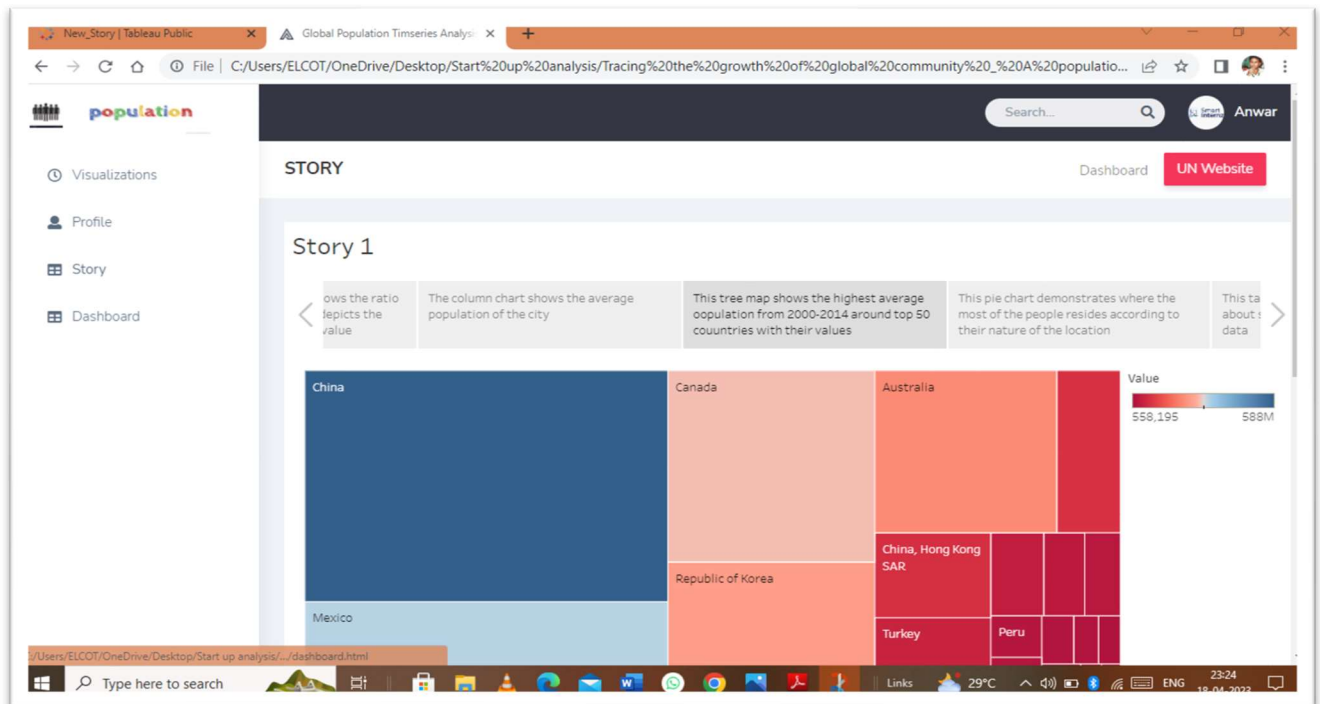 New_Story | Tableau Public
Global Population Timseries Analysi
File
C:/Users/ELCOT/OneDrive/Desktop/Start%20up%20analysis/Tracing%20the%20growth%20of%20global%20community%20_%20A%20populatio...
population
Search...
Anwar
Visualizations
Profile
Story
Dashboard
STORY
Dashboard
UN Website
Story 1
ows the ratio
depicts the
value
The column chart shows the average
population of the city
This tree map shows the highest average
oopulation from 2000-2014 around top 50
couuntries with their values
This pie chart demonstrates where the
most of the people resides according to
their nature of the location
This ta
about s
data
China
Canada
Australia
Value
558,195
588M
China, Hong Kong
SAR
Republic of Korea
Mexico
Turkey
Peru
:/Users/ELCOT/OneDrive/Desktop/Start up analysis/.../dashboard.html
Type here to search
Links
29°C
ENG
23:24
18-04-2023